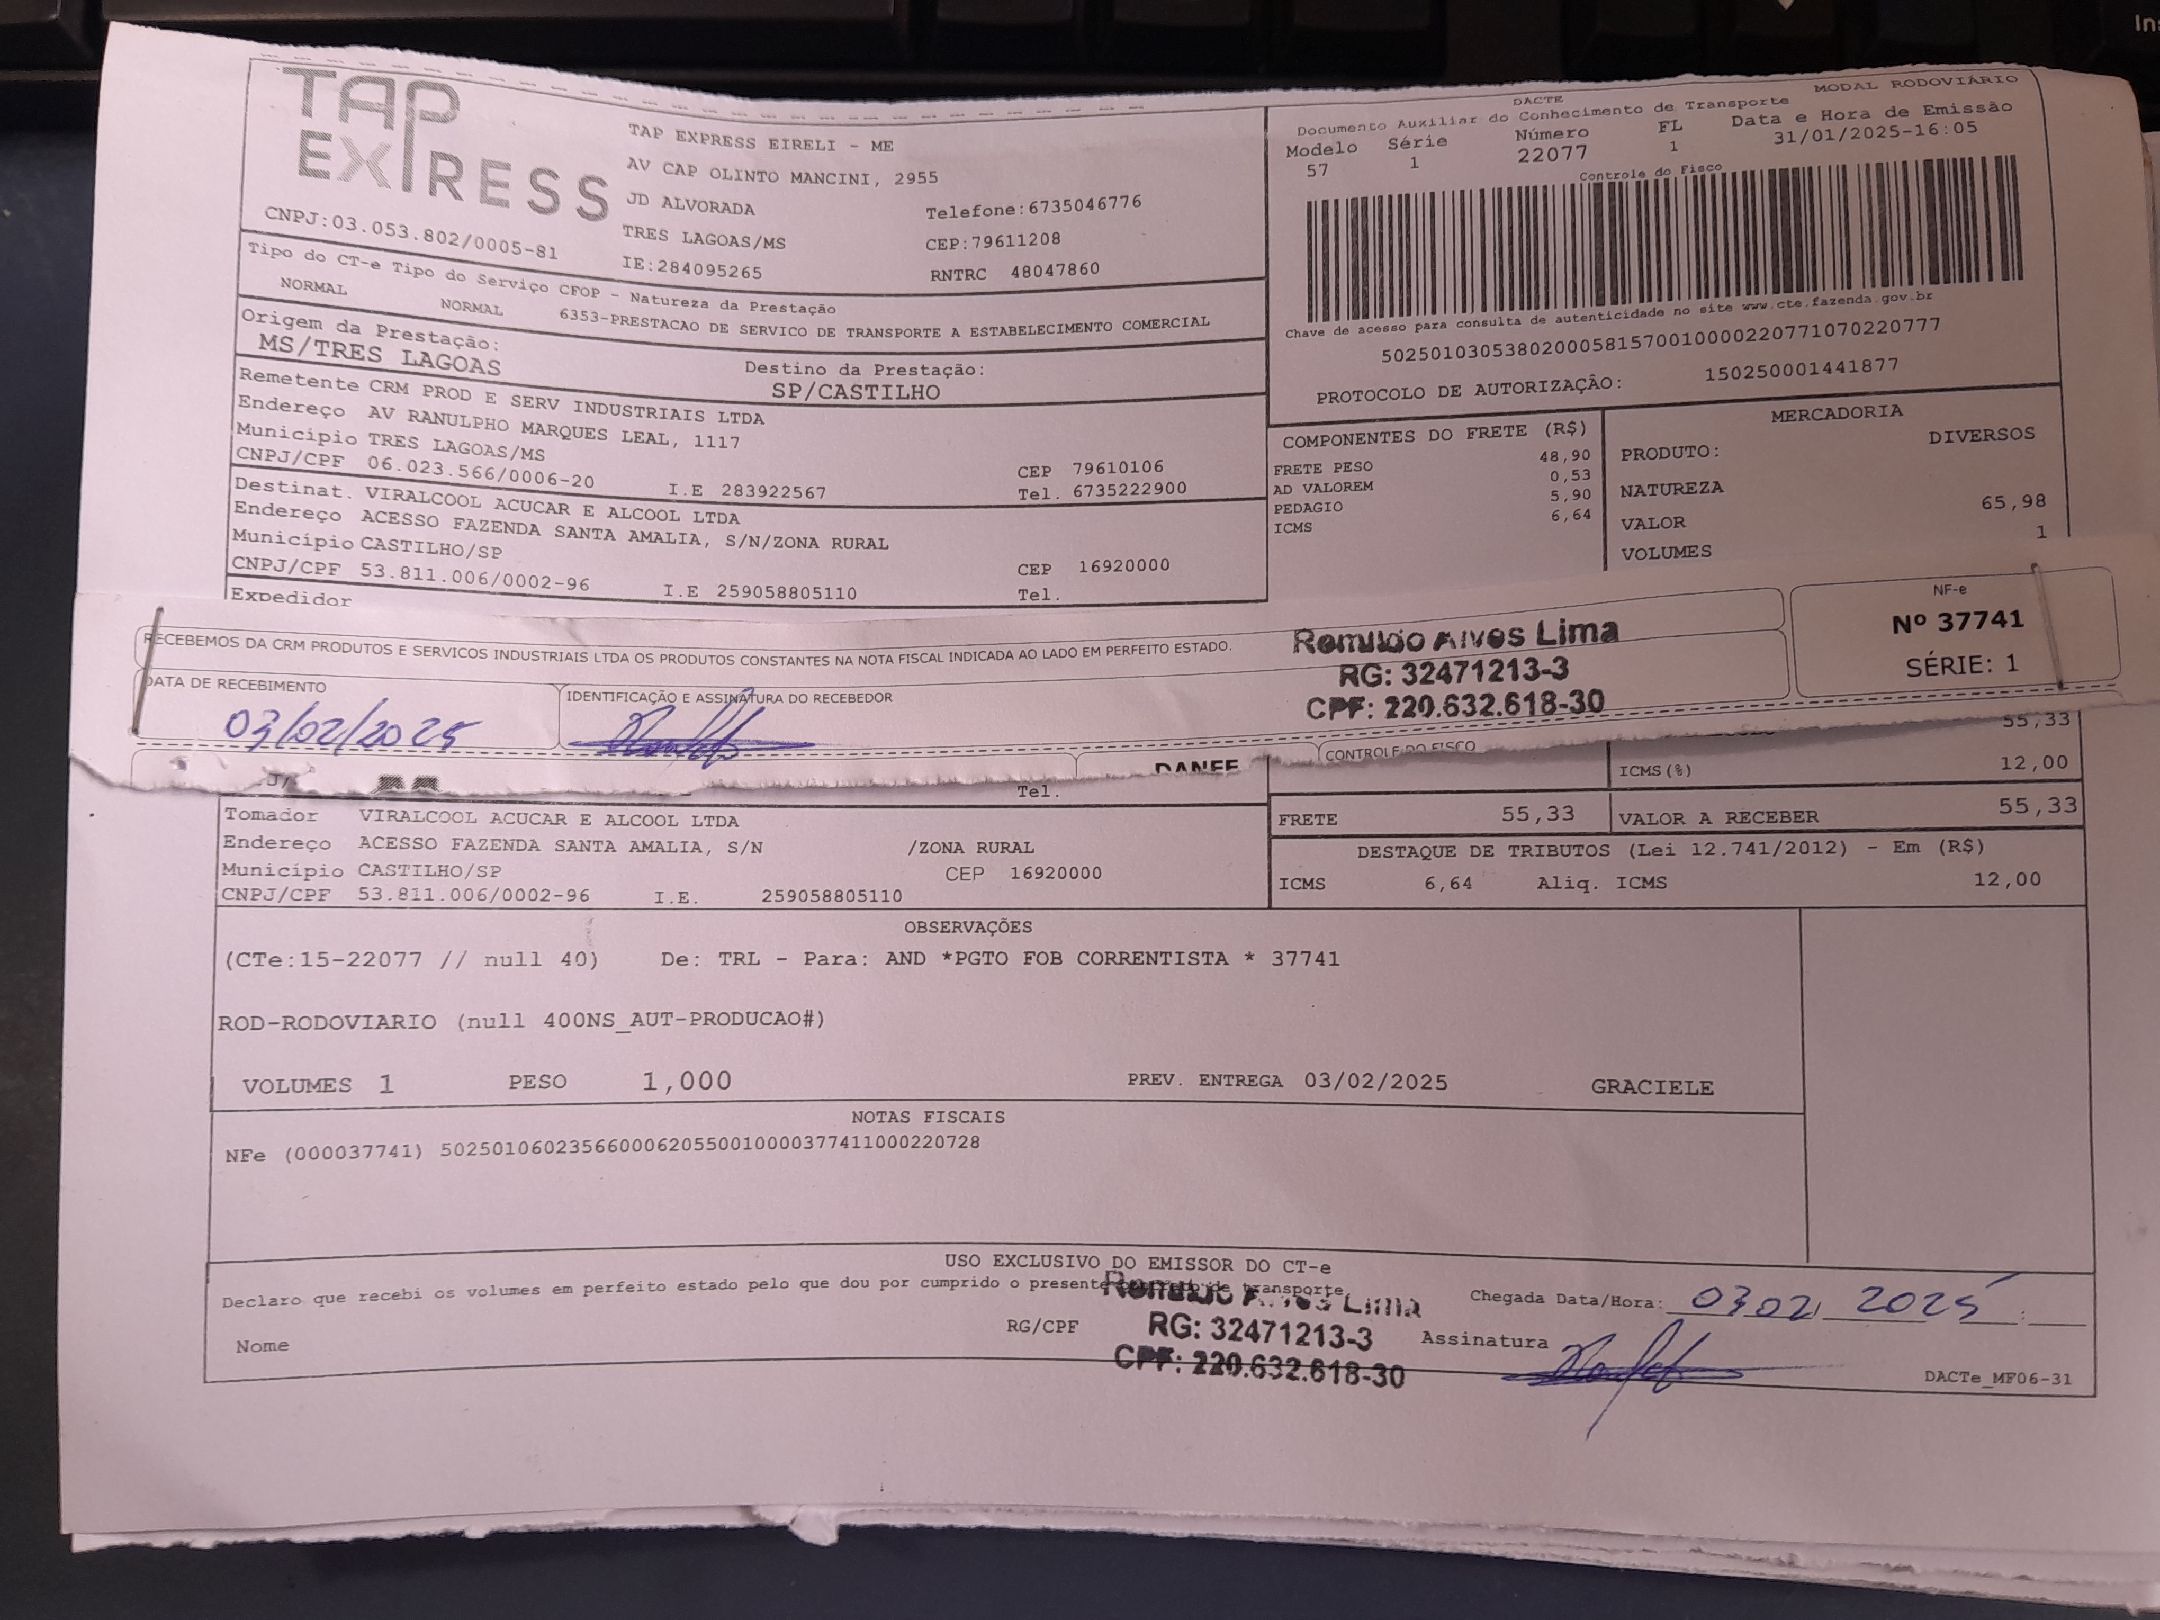 TAP
EXPRESS
TAP EXPRESS EIRELI - ME
AV CAP OLINTO MANCINI, 2955
JD ALVORADA Telefone:6735046776
TRES LAGOAS/MS CEP:79611208
CNPJ:03.053.802/0005-81 IE:284095265 RNTRC 48047860
DACTE MODAL RODOVIÁRIO
Documento Auxiliar do Conhecimento de Transporte
Modelo Série Número FL Data e Hora de Emissão
57 1 22077 1 31/01/2025-16:05
Controle do Fisco
Chave de acesso para consulta de autenticidade no site www.cte.fazenda.gov.br
50250103053802000581570010000220771070220777
PROTOCOLO DE AUTORIZAÇÃO: 150250001441877
Tipo do CT-e Tipo do Serviço CFOP - Natureza da Prestação
NORMAL NORMAL 6353-PRESTACAO DE SERVICO DE TRANSPORTE A ESTABELECIMENTO COMERCIAL
Origem da Prestação: Destino da Prestação:
MS/TRES LAGOAS SP/CASTILHO
Remetente CRM PROD E SERV INDUSTRIAIS LTDA
Endereço AV RANULPHO MARQUES LEAL, 1117
Município TRES LAGOAS/MS CEP 79610106
CNPJ/CPF 06.023.566/0006-20 I.E 283922567 Tel. 6735222900
Destinat. VIRALCOOL ACUCAR E ALCOOL LTDA
Endereço ACESSO FAZENDA SANTA AMALIA, S/N/ZONA RURAL
Município CASTILHO/SP CEP 16920000
CNPJ/CPF 53.811.006/0002-96 I.E 259058805110 Tel.
Expedidor
COMPONENTES DO FRETE (R$)
FRETE PESO 48,90
AD VALOREM 0,53
PEDAGIO 5,90
ICMS 6,64
MERCADORIA
PRODUTO: DIVERSOS
NATUREZA
VALOR 65,98
VOLUMES 1
RECEBEMOS DA CRM PRODUTOS E SERVICOS INDUSTRIAIS LTDA OS PRODUTOS CONSTANTES NA NOTA FISCAL INDICADA AO LADO EM PERFEITO ESTADO.
DATA DE RECEBIMENTO IDENTIFICAÇÃO E ASSINATURA DO RECEBEDOR
03/02/2025
Romildo Alves Lima
RG: 32471213-3
CPF: 220.632.618-30
NF-e
Nº 37741
SÉRIE: 1
DANFE CONTROLE DO FISCO
55,33
ICMS(%) 12,00
Tel.
Tomador VIRALCOOL ACUCAR E ALCOOL LTDA
Endereço ACESSO FAZENDA SANTA AMALIA, S/N /ZONA RURAL
Município CASTILHO/SP CEP 16920000
CNPJ/CPF 53.811.006/0002-96 I.E. 259058805110
FRETE 55,33 VALOR A RECEBER 55,33
DESTAQUE DE TRIBUTOS (Lei 12.741/2012) - Em (R$)
ICMS 6,64 Aliq. ICMS 12,00
OBSERVAÇÕES
(CTe:15-22077 // null 40) De: TRL - Para: AND *PGTO FOB CORRENTISTA * 37741
ROD-RODOVIARIO (null 400NS_AUT-PRODUCAO#)
VOLUMES 1 PESO 1,000 PREV. ENTREGA 03/02/2025 GRACIELE
NOTAS FISCAIS
NFe (000037741) 50250106023566000620550010000377411000220728
USO EXCLUSIVO DO EMISSOR DO CT-e
Declaro que recebi os volumes em perfeito estado pelo que dou por cumprido o presente de transporte
Nome RG/CPF
Romildo Alves Lima
RG: 32471213-3
CPF: 220.632.618-30
Chegada Data/Hora: 03 02 2025 :
Assinatura
DACTe_MF06-31